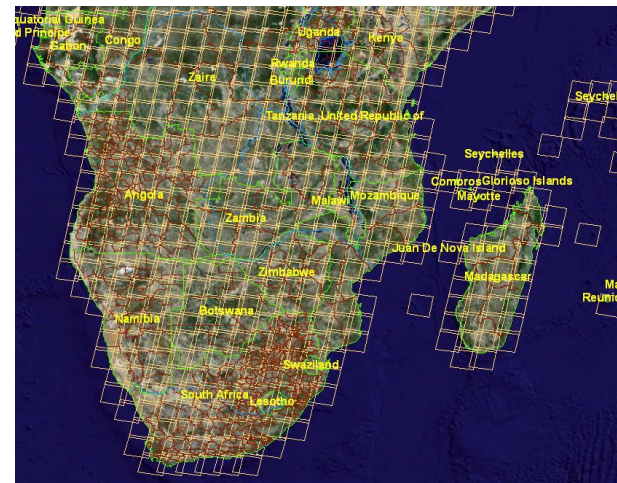 quatorial Guinea
Uganda
d Principe
Congo
Kenya
Gabon
Rwanda
Zaire
Burundi
Seychel
Tanzania, United Republic of
Seychelles
Comoros Glorioso Islands
Angola
Malawi
Mozambique
Mayotte
Zambia
Juan De Nova Island
Zimbabwe
Madagascar
Ma
Reunio
Botswana
Namibia
Swaziland
South Africa
Lesotho